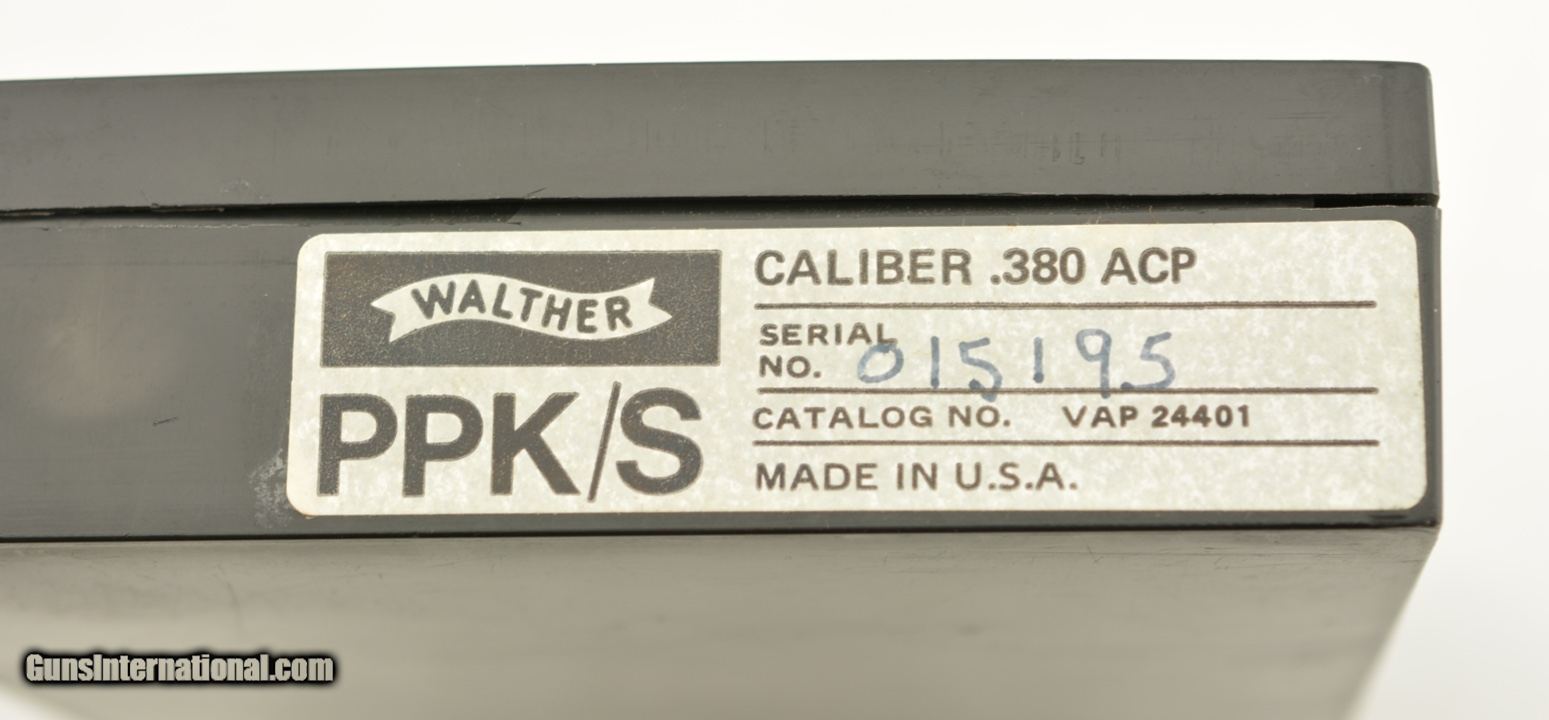 WALTHER
PPK/S
CALIBER .380 ACP
SERIAL
NO. 015195
CATALOG NO. VAP 24401
MADE IN U.S.A.
GunsInternational.com